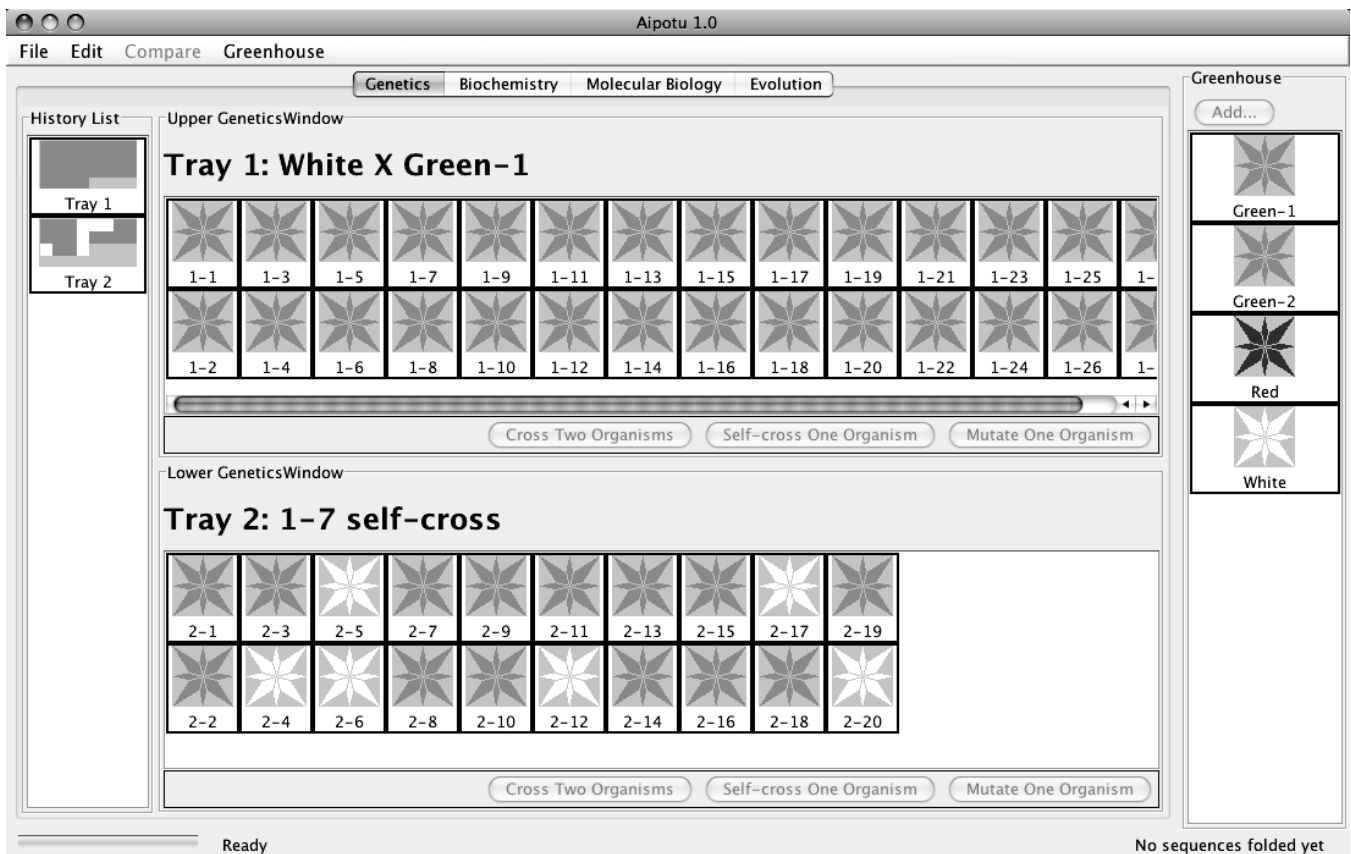 Aipotu 1.0
File Edit Compare Greenhouse
Genetics Biochemistry Molecular Biology Evolution
History List
Tray 1
Tray 2
Upper GeneticsWindow
Tray 1: White X Green-1
1-1 1-3 1-5 1-7 1-9 1-11 1-13 1-15 1-17 1-19 1-21 1-23 1-25 1-
1-2 1-4 1-6 1-8 1-10 1-12 1-14 1-16 1-18 1-20 1-22 1-24 1-26 1-
Cross Two Organisms Self-cross One Organism Mutate One Organism
Lower GeneticsWindow
Tray 2: 1-7 self-cross
2-1 2-3 2-5 2-7 2-9 2-11 2-13 2-15 2-17 2-19
2-2 2-4 2-6 2-8 2-10 2-12 2-14 2-16 2-18 2-20
Cross Two Organisms Self-cross One Organism Mutate One Organism
Greenhouse
Add...
Green-1
Green-2
Red
White
Ready
No sequences folded yet